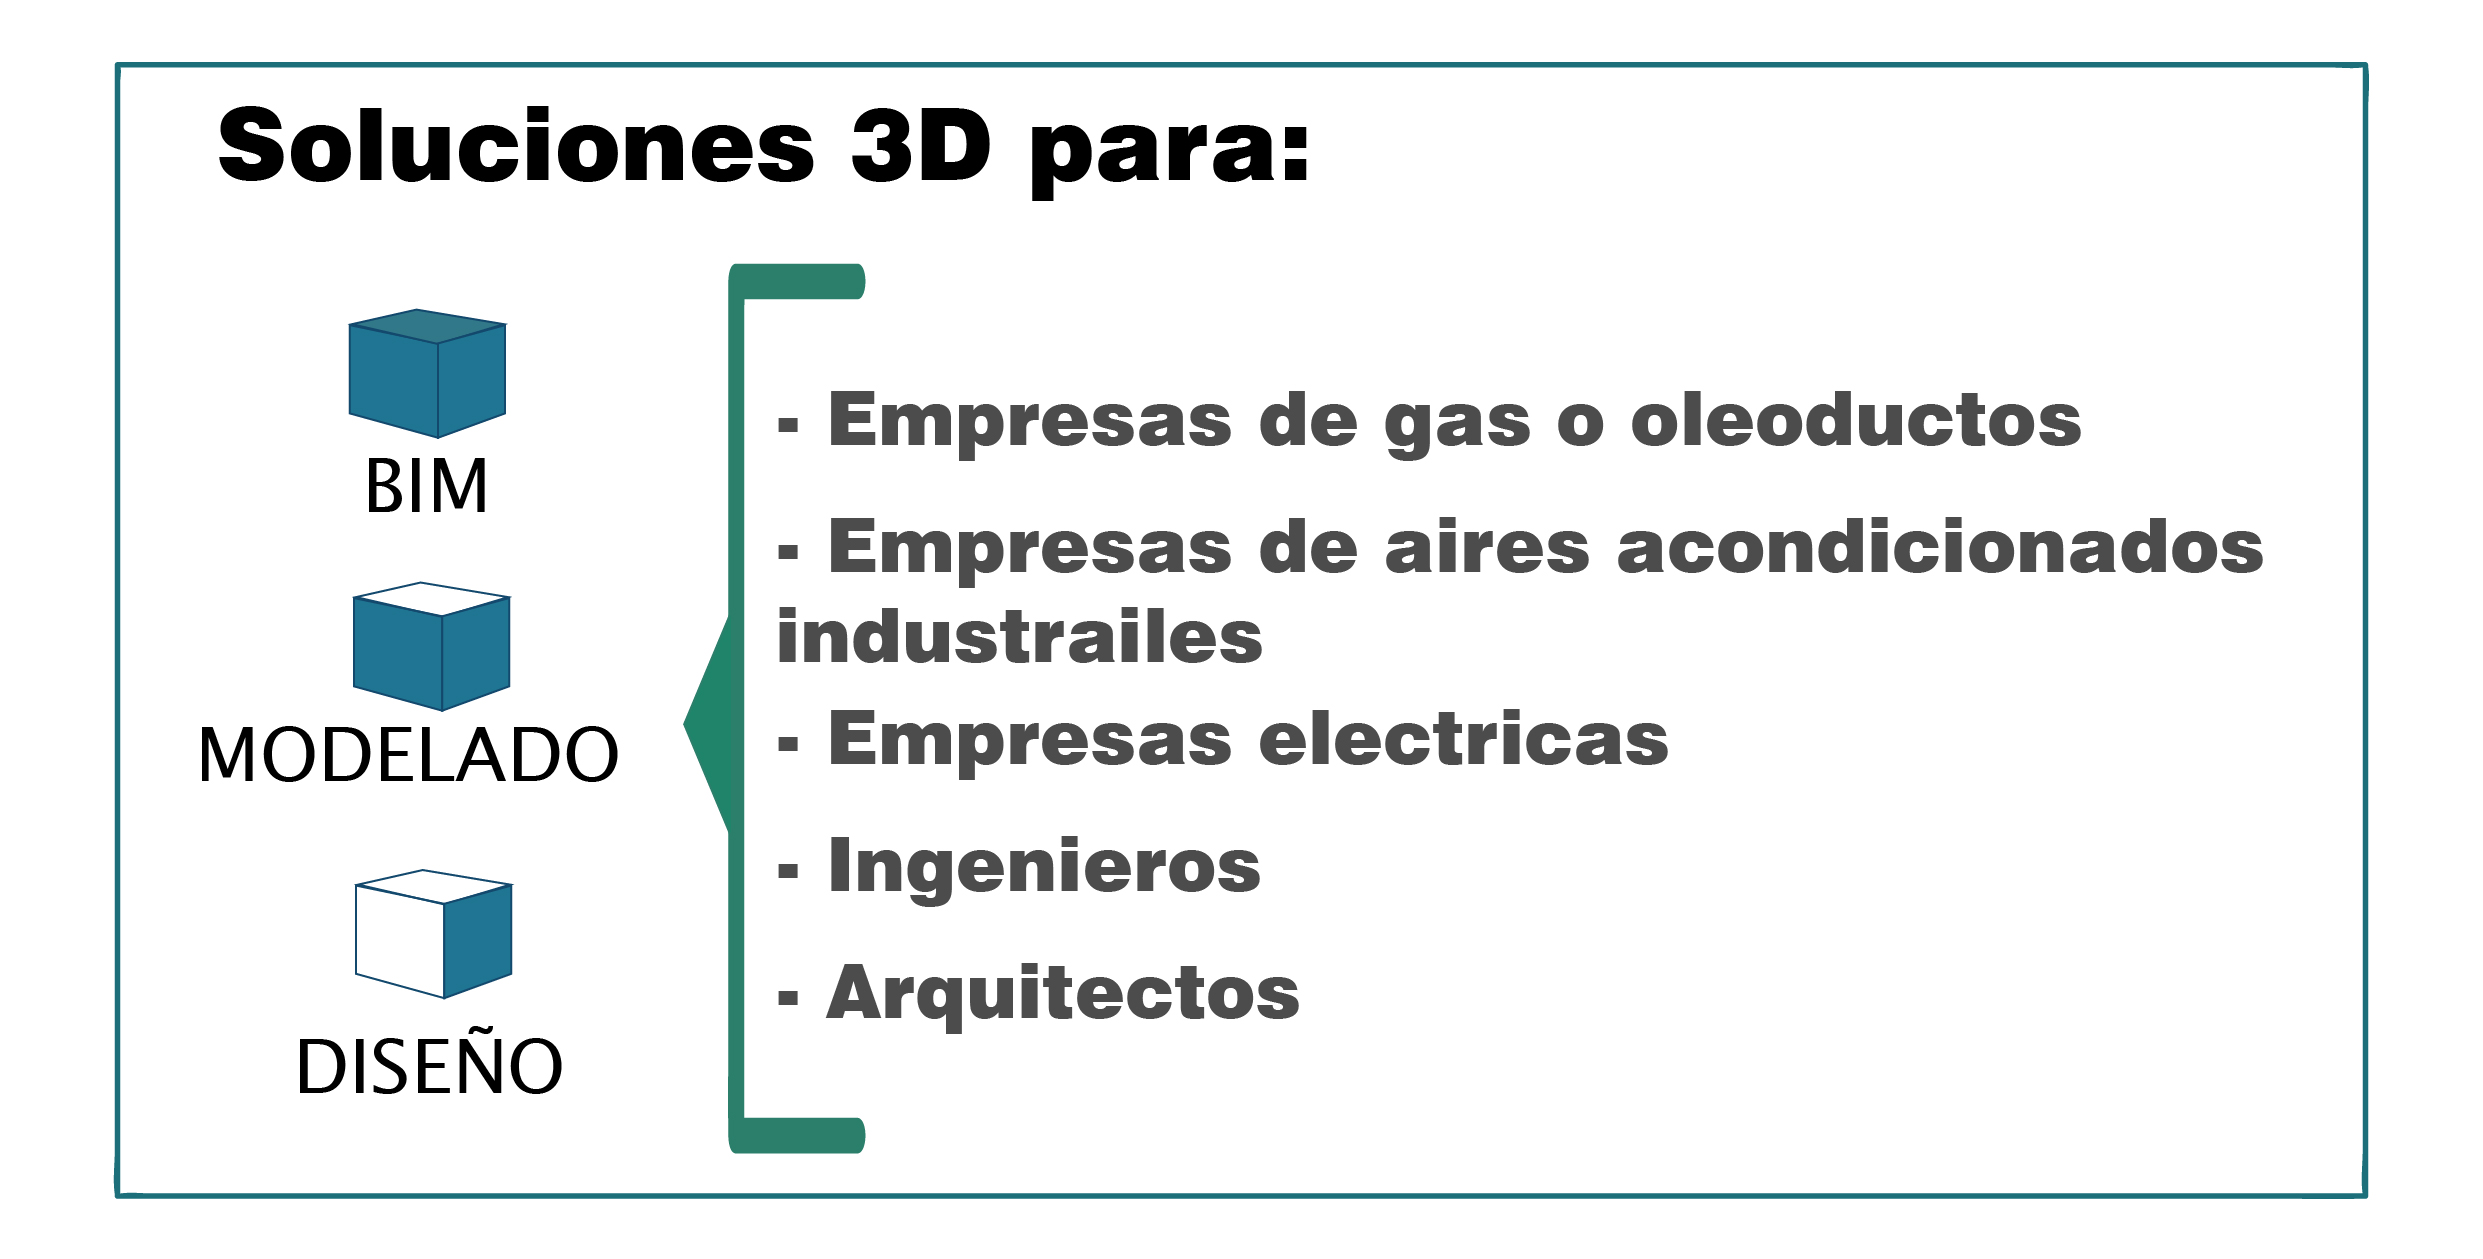 Soluciones 3D para:
BIM
MODELADO
DISEÑO
- Empresas de gas o oleoductos
- Empresas de aires acondicionados
industrailes
- Empresas electricas
- Ingenieros
- Arquitectos